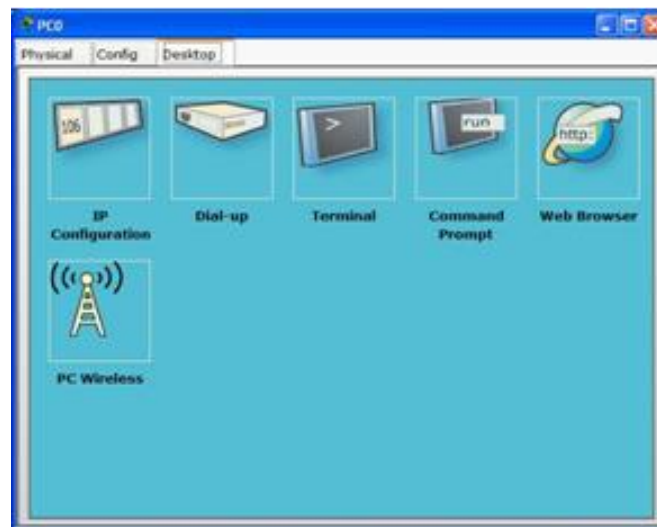 PC0
Physical Config Desktop
106
>
run
http:
IP
Configuration
Dial-up
Terminal
Command
Prompt
Web Browser
PC Wireless